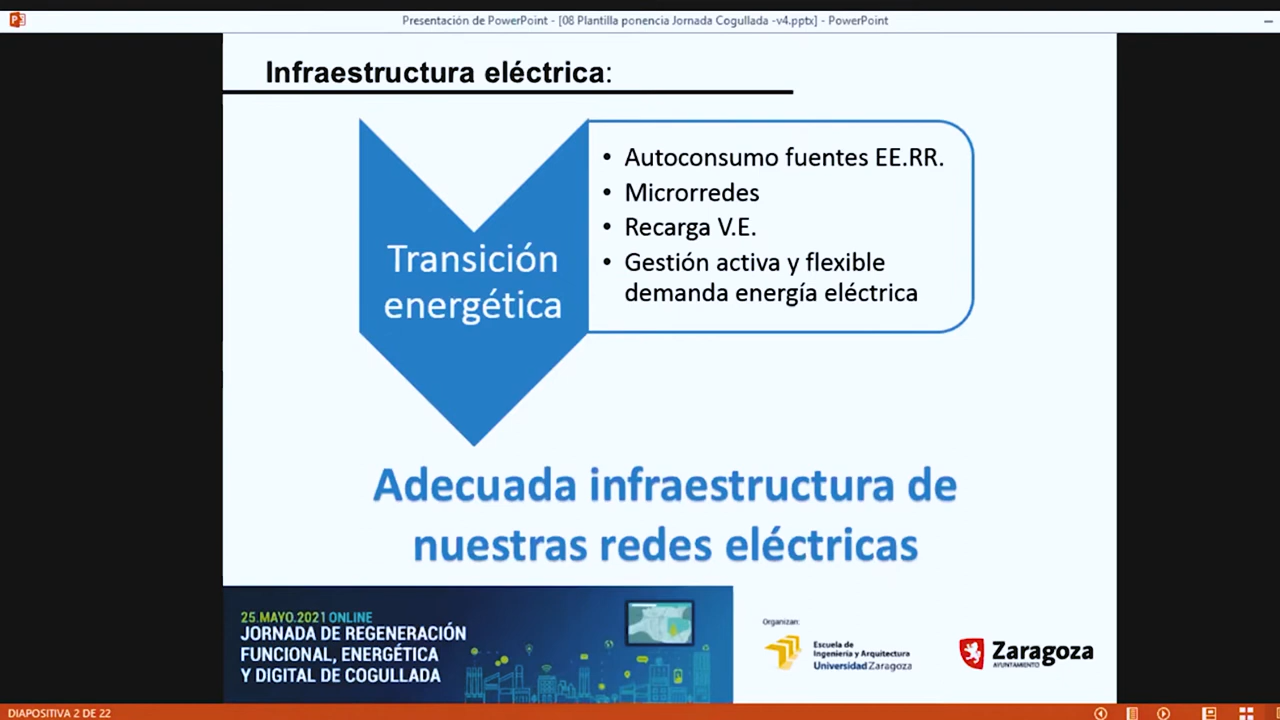 Presentación de PowerPoint - [08 Plantilla ponencia Jornada Cogullada -v4.pptx] - PowerPoint
Infraestructura eléctrica:
Transición
energética
• Autoconsumo fuentes EE.RR.
• Microrredes
• Recarga V.E.
• Gestión activa y flexible
demanda energía eléctrica
Adecuada infraestructura de
nuestras redes eléctricas
25.MAYO.2021 ONLINE
JORNADA DE REGENERACIÓN
FUNCIONAL, ENERGÉTICA
Y DIGITAL DE COGULLADA
Organizan:
Escuela de
Ingeniería y Arquitectura
Universidad Zaragoza
Zaragoza
AYUNTAMIENTO
DIAPOSITIVA 2 DE 22